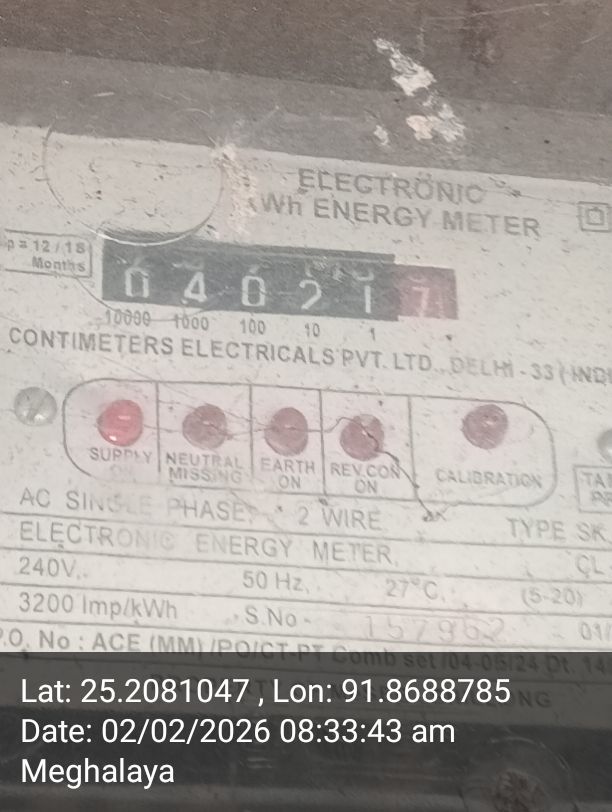 ELECTRONIC
kWh ENERGY METER
p = 12 / 18
Months
0 4 0 2 1 7
10000 1000 100 10 1
CONTIMETERS ELECTRICALS PVT. LTD., DELHI - 33 (INDI
SUPPLY ON
NEUTRAL MISSING
EARTH ON
REV.CON ON
CALIBRATION
AC SINGLE PHASE, 2 WIRE
TYPE SK
ELECTRONIC ENERGY METER
CL
240V.. 50 Hz, 27°C, (5-20)
3200 Imp/kWh S.No - 157962 01/
P.O. No : ACE (MM)/PO/CT-PT Comb set /04-05/24 Dt. 14
Lat: 25.2081047 , Lon: 91.8688785
Date: 02/02/2026 08:33:43 am
Meghalaya